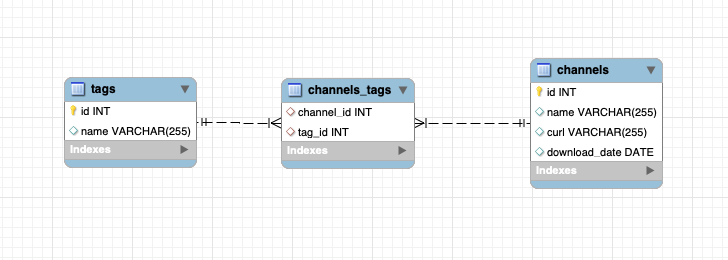 tags
id INT
name VARCHAR(255)
Indexes
channels_tags
channel_id INT
tag_id INT
Indexes
channels
id INT
name VARCHAR(255)
curl VARCHAR(255)
download_date DATE
Indexes